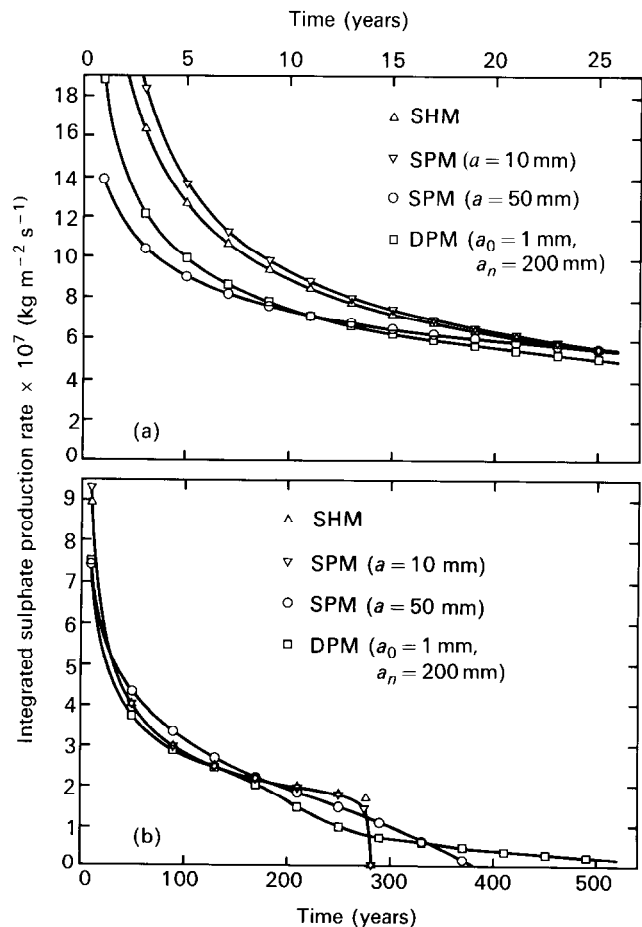 Time (years)
0 5 10 15 20 25
18
16
14
12
10
8
6
4
2
0
△ SHM
▽ SPM (a = 10 mm)
○ SPM (a = 50 mm)
□ DPM (a₀ = 1 mm,
aₙ = 200 mm)
(a)
Integrated sulphate production rate × 10⁷ (kg m⁻² s⁻¹)
9
8
7
6
5
4
3
2
1
0
△ SHM
▽ SPM (a = 10 mm)
○ SPM (a = 50 mm)
□ DPM (a₀ = 1 mm,
aₙ = 200 mm)
(b)
0 100 200 300 400 500
Time (years)